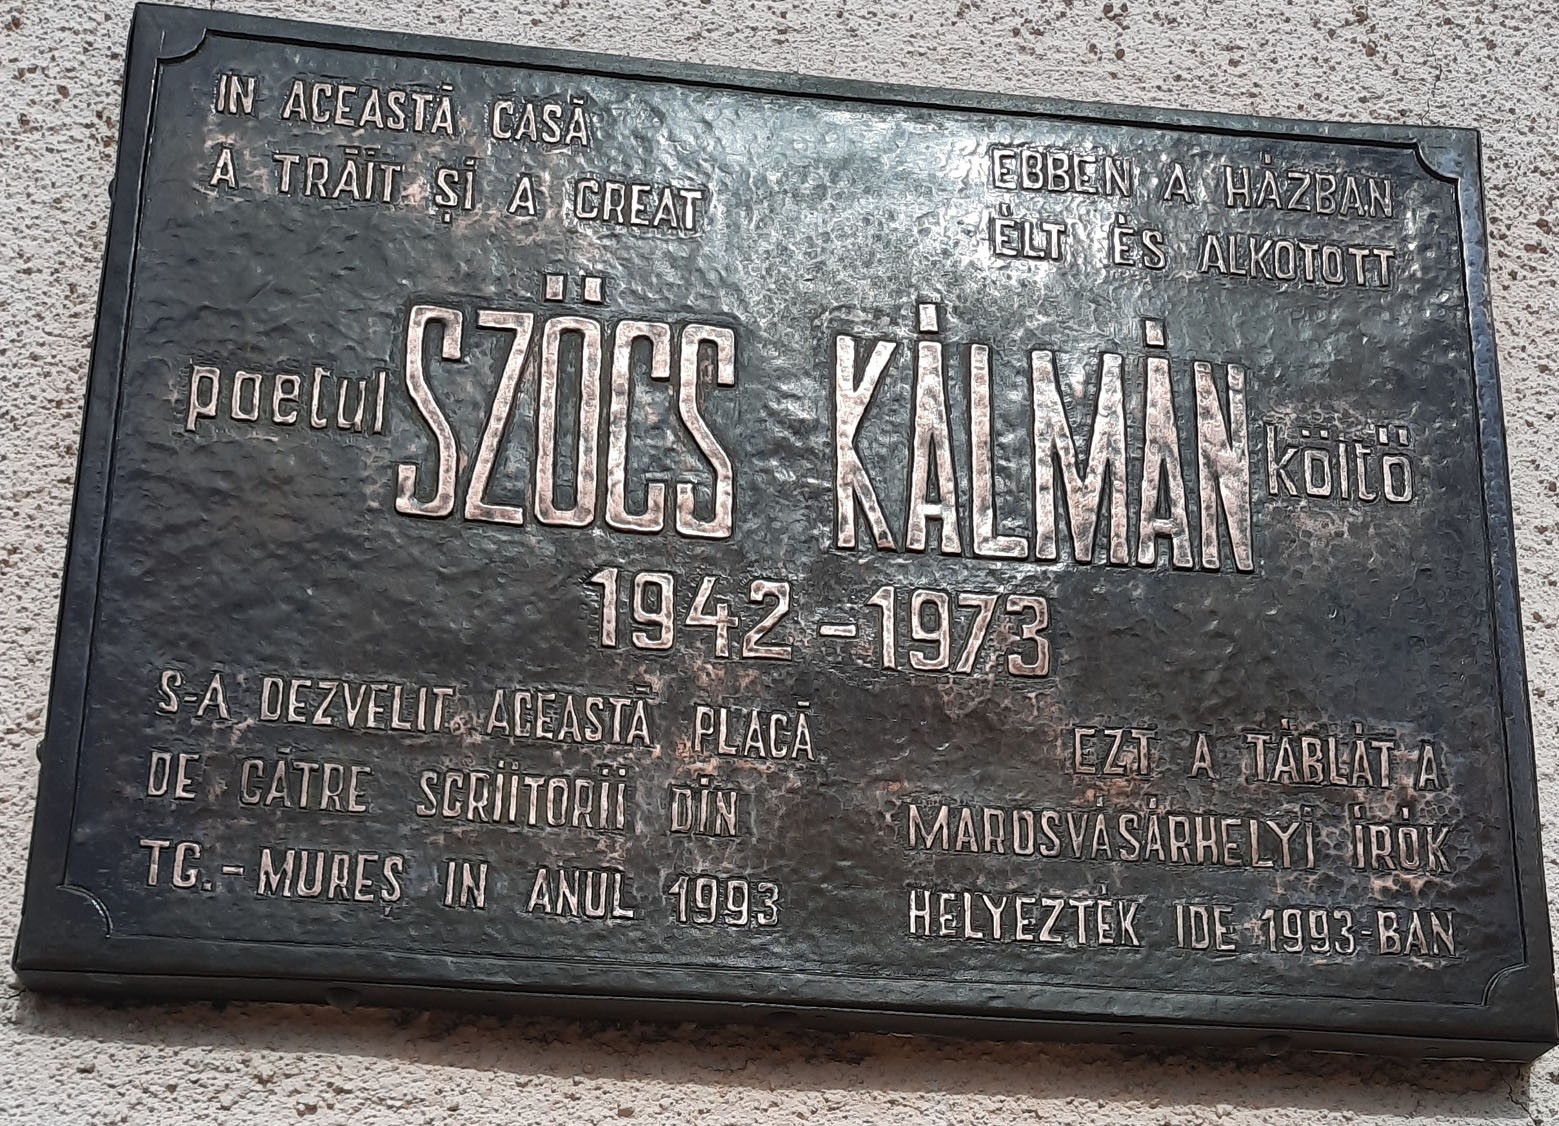 IN ACEASTĂ CASĂ
A TRĂIT ȘI A CREAT
EBBEN A HÁZBAN
ÉLT ÉS ALKOTOTT
poetul SZÖCS KÁLMÁN költö
1942-1973
S-A DEZVELIT ACEASTĂ PLACĂ
DE CĂTRE SCRIITORII DIN
TG.-MUREȘ IN ANUL 1993
EZT A TÁBLÁT A
MAROSVÁSÁRHELYI ÍRÓK
HELYEZTÉK IDE 1993-BAN